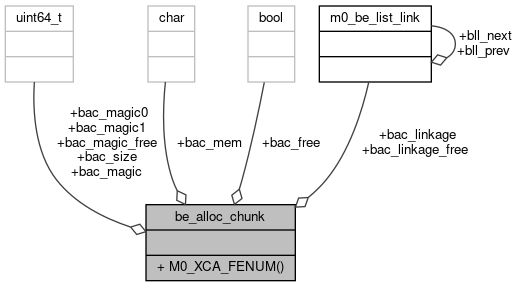 uint64_t
char
bool
m0_be_list_link
+bll_next
+bll_prev
+bac_magic0
+bac_magic1
+bac_magic_free
+bac_size
+bac_magic
+bac_mem
+bac_free
+bac_linkage
+bac_linkage_free
be_alloc_chunk
+ M0_XCA_FENUM()